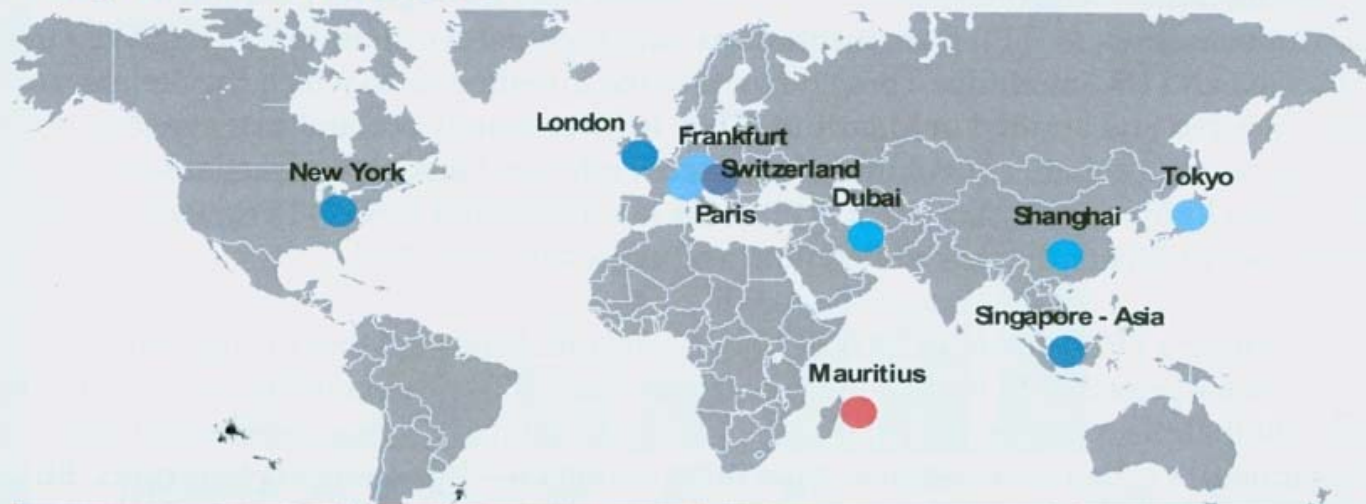 London
Frankfurt
New York
Switzerland
Tokyo
Dubai
Paris
Shanghai
Singapore - Asia
Mauritius